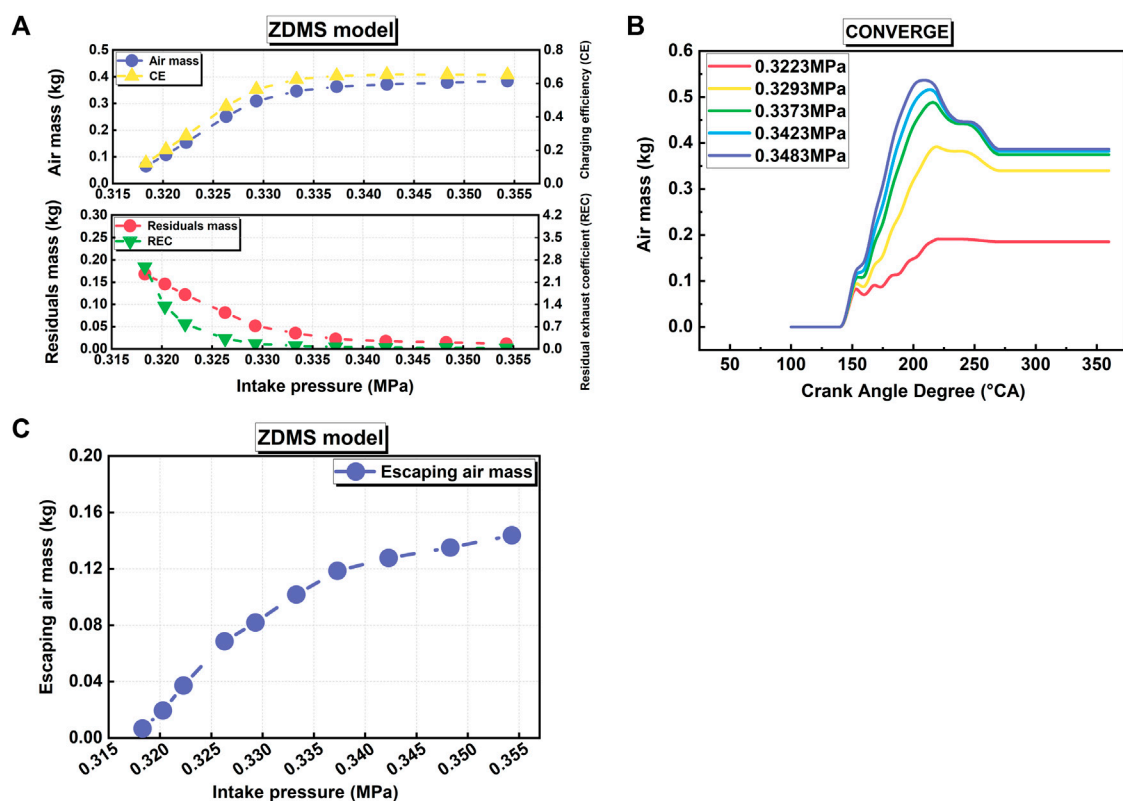 A
ZDMS model
Air mass
CE
Air mass (kg)
0.5
0.4
0.3
0.2
0.1
0.0
0.8
0.6
0.4
0.2
0.0
Charging efficiency (CE)
0.315 0.320 0.325 0.330 0.335 0.340 0.345 0.350 0.355
Residuals mass
REC
Residuals mass (kg)
0.30
0.25
0.20
0.15
0.10
0.05
0.00
4.2
3.5
2.8
2.1
1.4
0.7
0.0
Residual exhaust coefficient (REC)
0.315 0.320 0.325 0.330 0.335 0.340 0.345 0.350 0.355
Intake pressure (MPa)
B
CONVERGE
0.3223MPa
0.3293MPa
0.3373MPa
0.3423MPa
0.3483MPa
Air mass (kg)
0.6
0.5
0.4
0.3
0.2
0.1
0.0
50 100 150 200 250 300 350
Crank Angle Degree (°CA)
C
ZDMS model
Escaping air mass
Escaping air mass (kg)
0.20
0.16
0.12
0.08
0.04
0.00
0.315 0.320 0.325 0.330 0.335 0.340 0.345 0.350 0.355
Intake pressure (MPa)